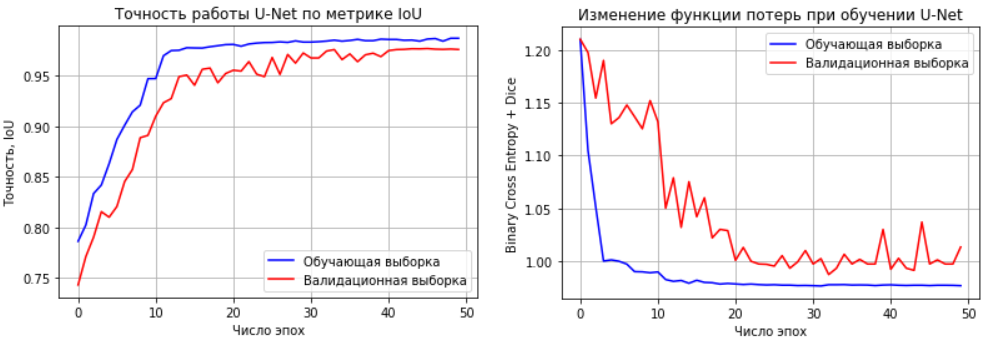 Точность работы U-Net по метрике IoU
Точность, IoU
0.95
0.90
0.85
0.80
0.75
0
10
20
30
40
50
Число эпох
Обучающая выборка
Валидационная выборка
Изменение функции потерь при обучении U-Net
Binary Cross Entropy + Dice
1.20
1.15
1.10
1.05
1.00
0
10
20
30
40
50
Число эпох
Обучающая выборка
Валидационная выборка